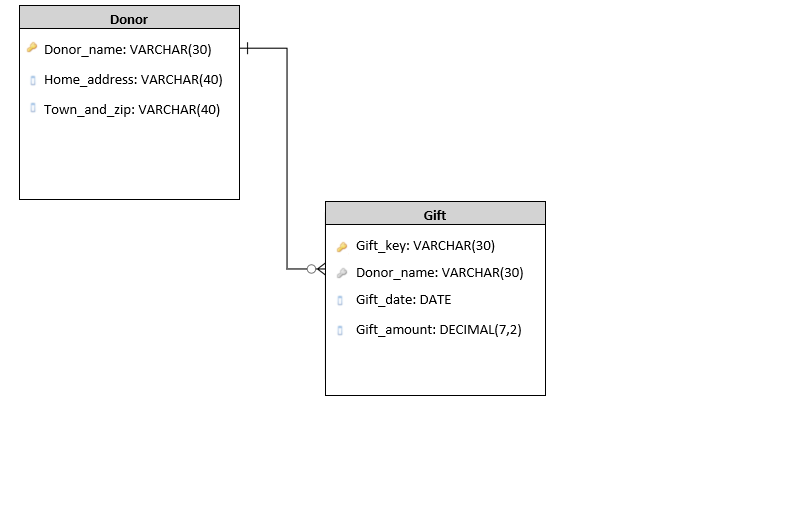 Donor
Donor_name: VARCHAR(30)
Home_address: VARCHAR(40)
Town_and_zip: VARCHAR(40)
Gift
Gift_key: VARCHAR(30)
Donor_name: VARCHAR(30)
Gift_date: DATE
Gift_amount: DECIMAL(7,2)